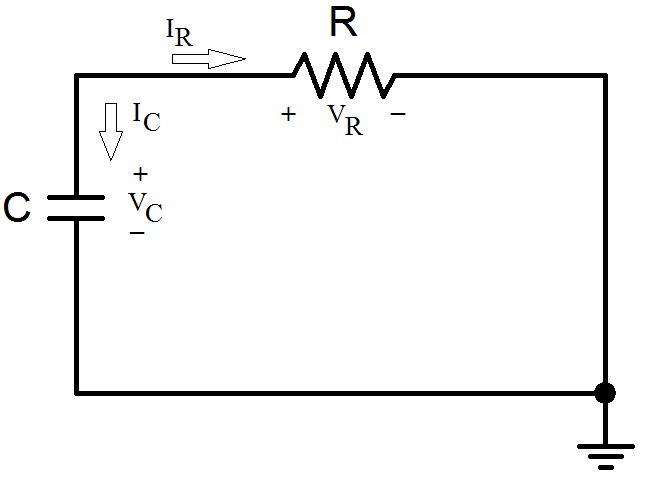 R
I_R
+ V_R −
I_C
+
C V_C
−